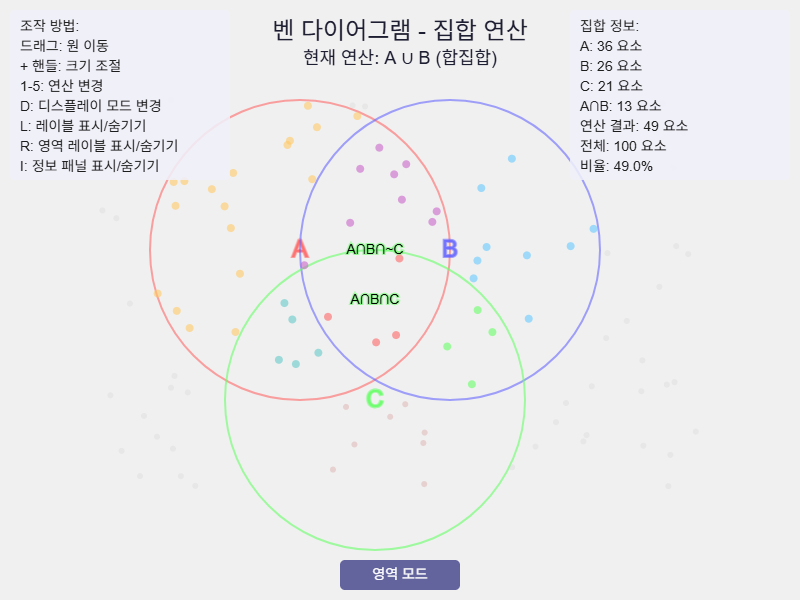 조작 방법:
드래그: 원 이동
+ 핸들: 크기 조절
1-5: 연산 변경
D: 디스플레이 모드 변경
L: 레이블 표시/숨기기
R: 영역 레이블 표시/숨기기
I: 정보 패널 표시/숨기기
벤 다이어그램 - 집합 연산
현재 연산: A ∪ B (합집합)
집합 정보:
A: 36 요소
B: 26 요소
C: 21 요소
A∩B: 13 요소
연산 결과: 49 요소
전체: 100 요소
비율: 49.0%
A
A∩B∩~C
B
A∩B∩C
C
영역 모드